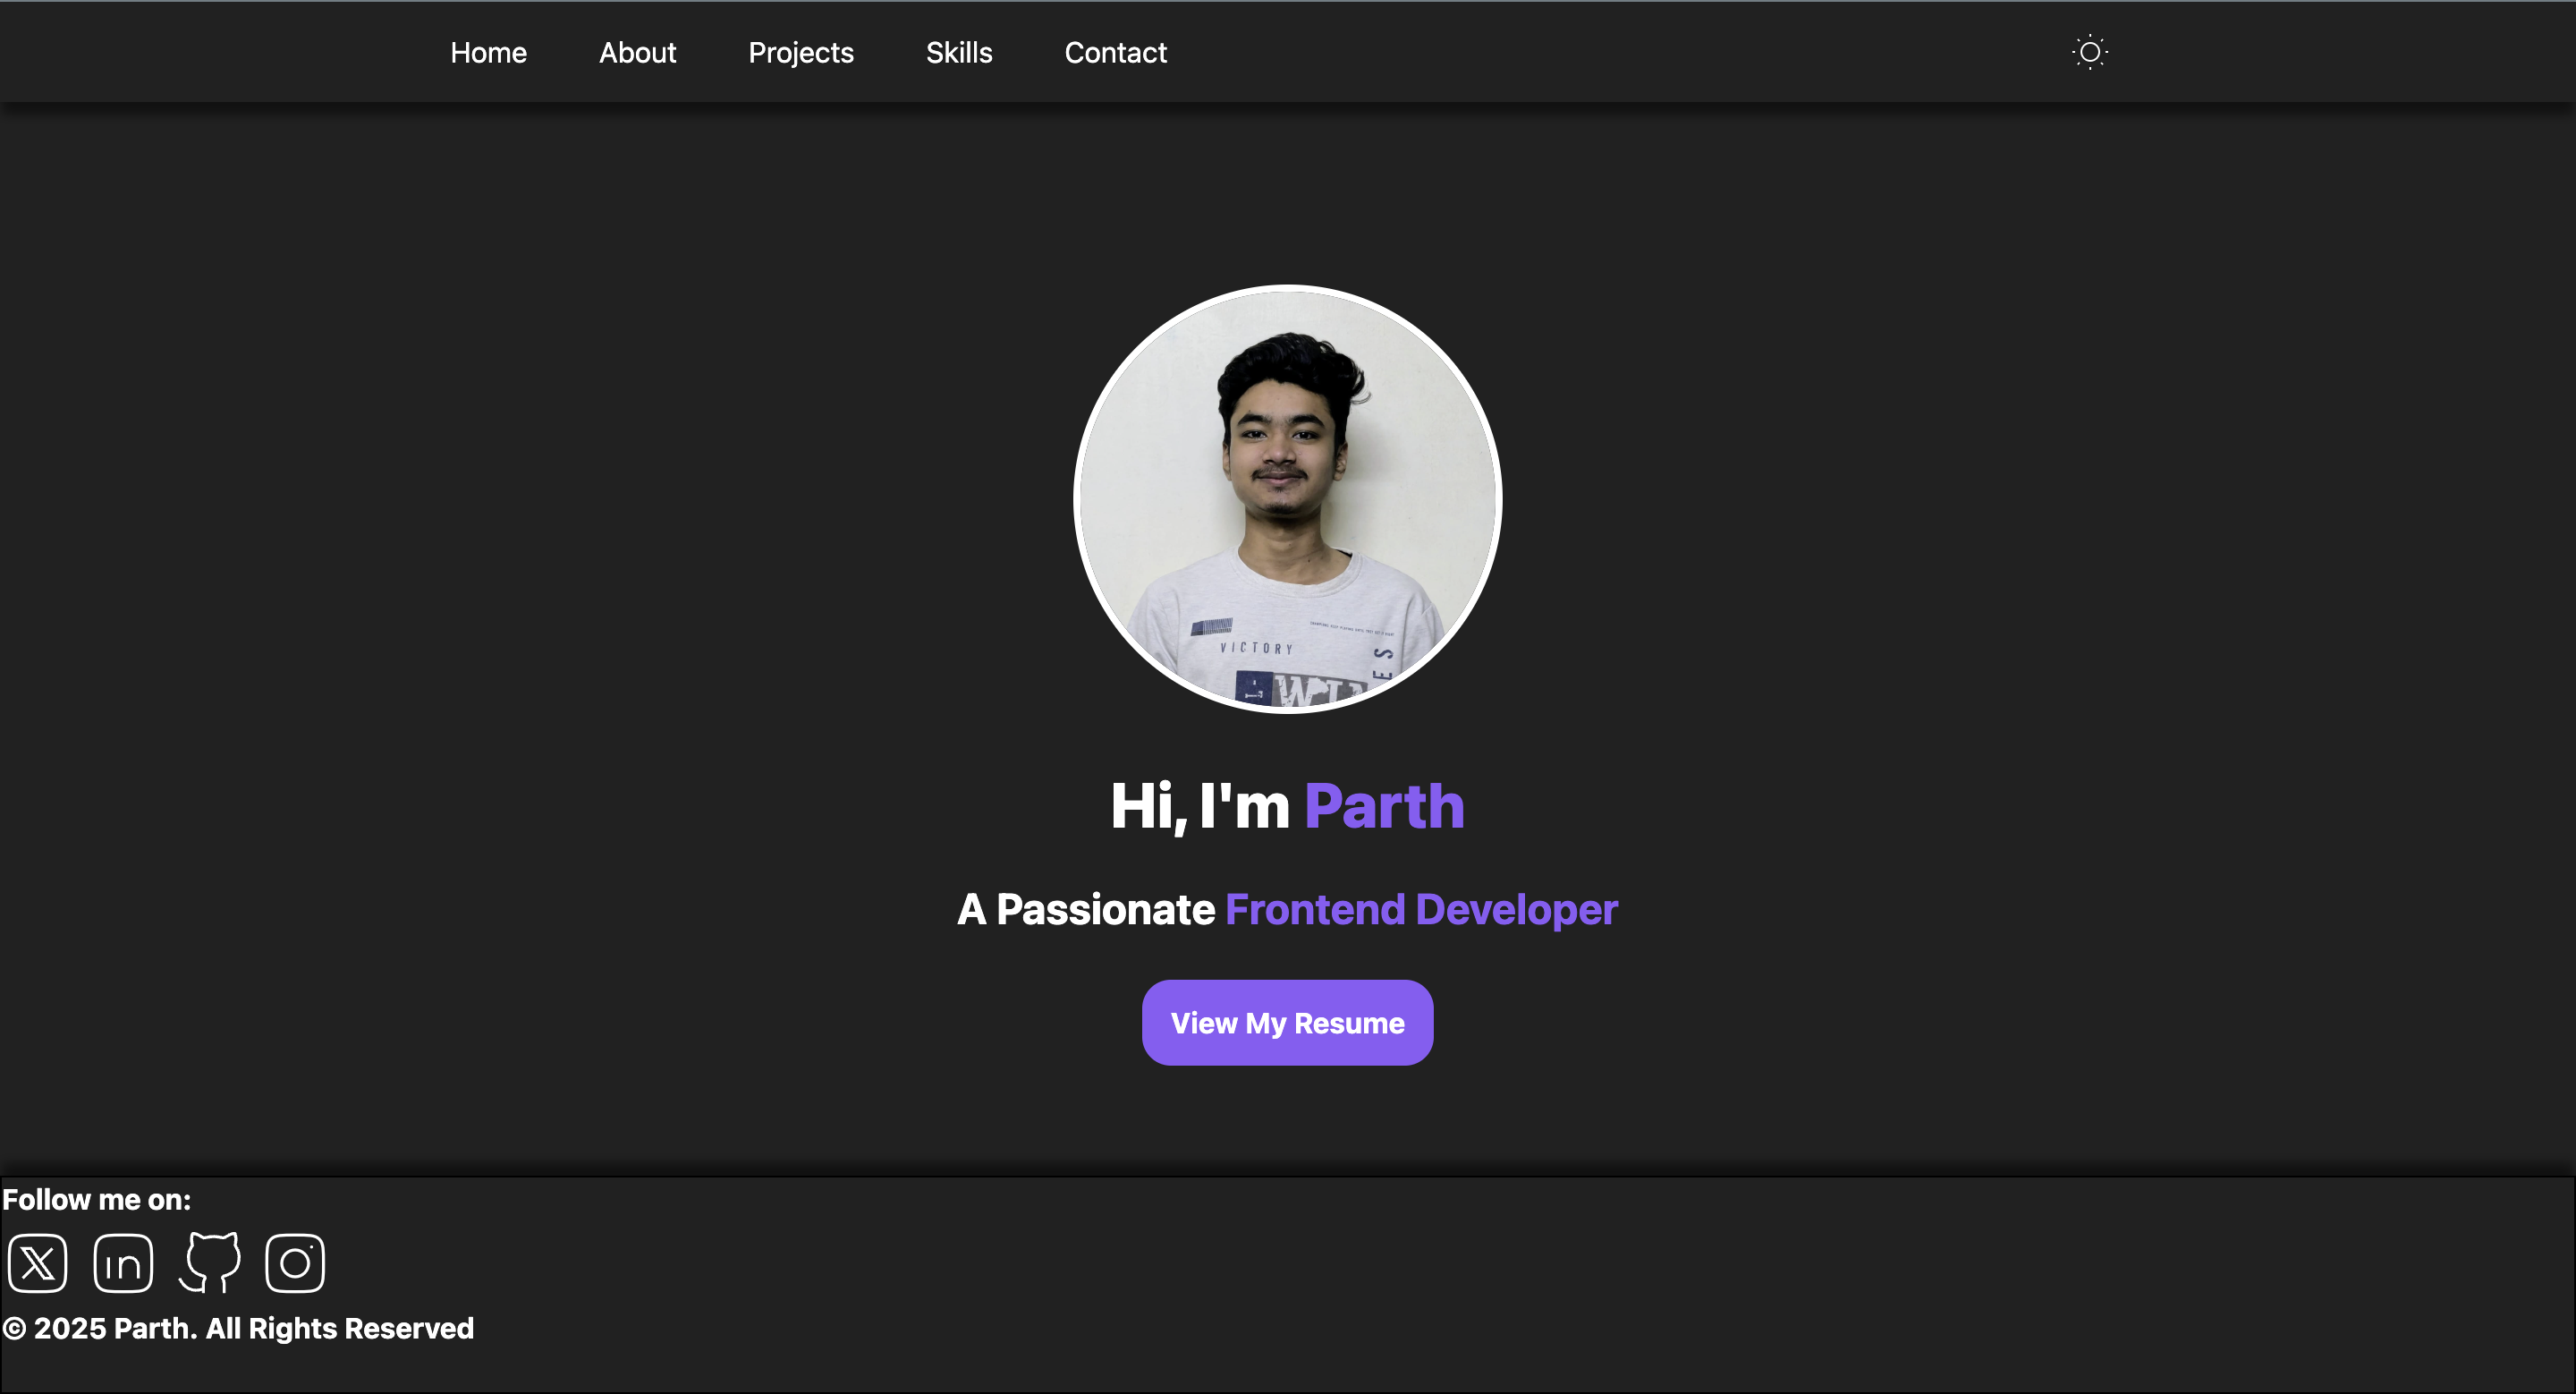 Home About Projects Skills Contact
VICTORY
Hi, I'm Parth
A Passionate Frontend Developer
View My Resume
Follow me on:
© 2025 Parth. All Rights Reserved